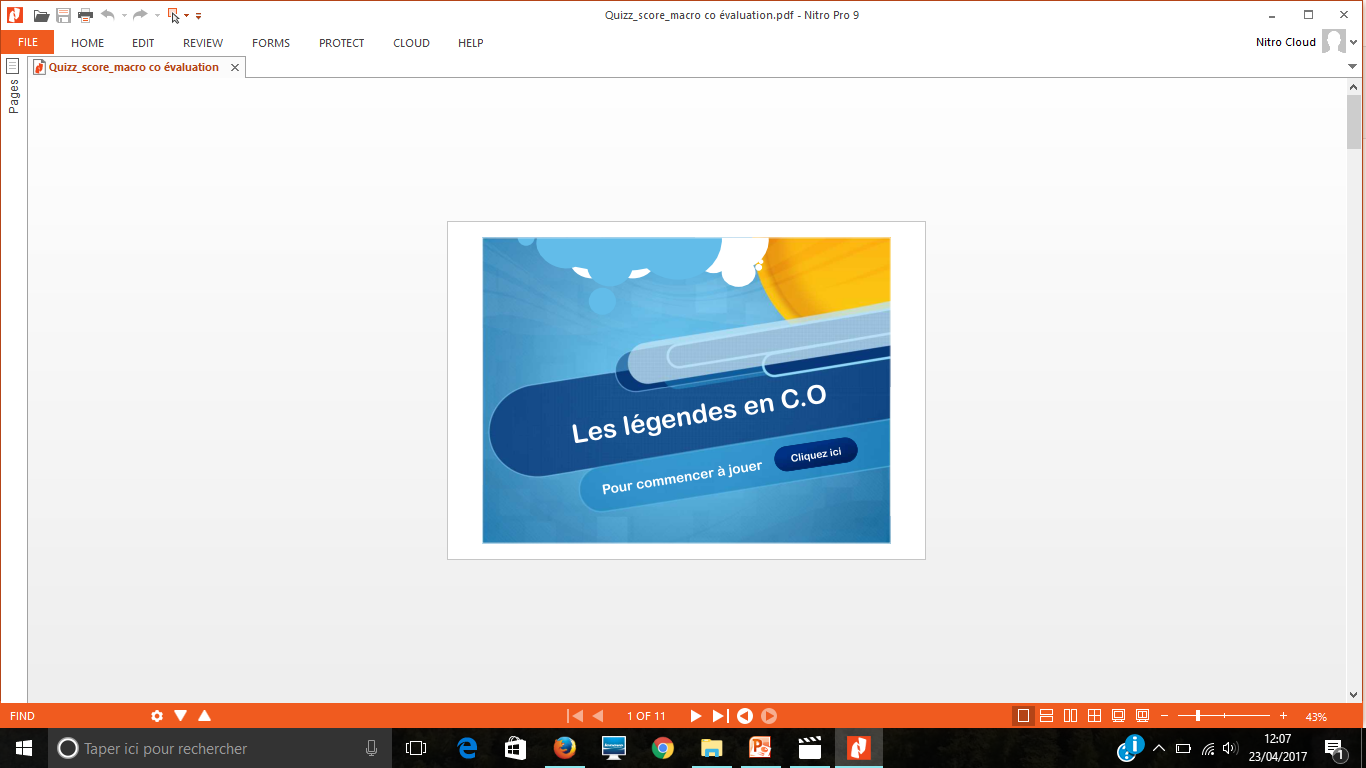 Quizz_score_macro co évaluation.pdf - Nitro Pro 9
FILE HOME EDIT REVIEW FORMS PROTECT CLOUD HELP Nitro Cloud
Quizz_score_macro co évaluation
Pages
Les légendes en C.O
Pour commencer à jouer Cliquez ici
FIND 1 OF 11 43%
Taper ici pour rechercher
12:07
23/04/2017
1